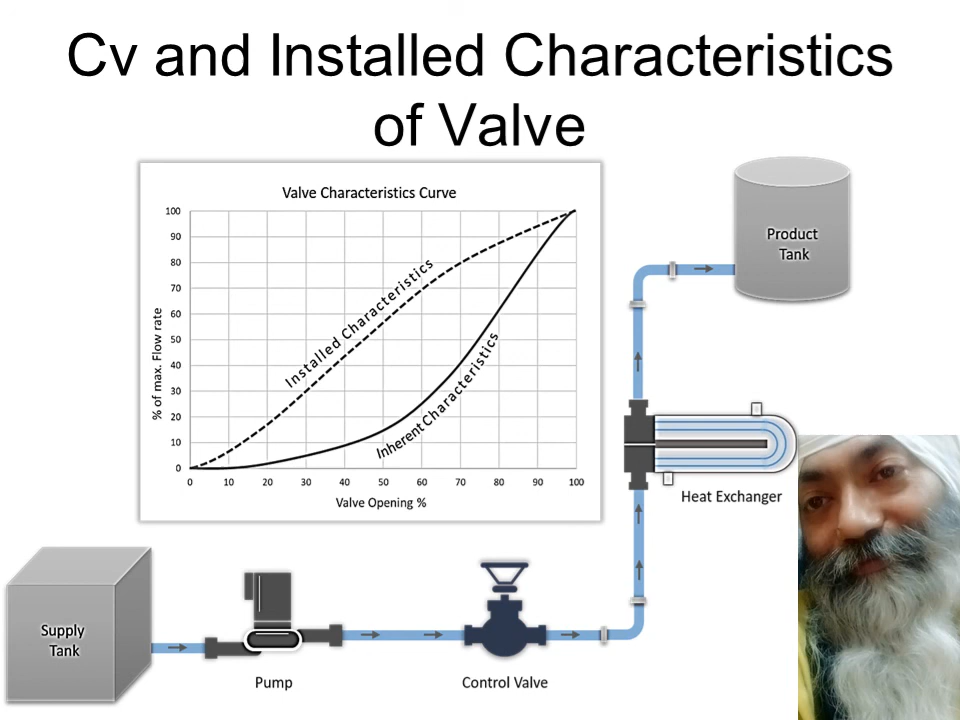 Cv and Installed Characteristics
of Valve
Valve Characteristics Curve
100
90
80
70
60
50
40
30
20
10
0
% of max. Flow rate
Installed Characteristics
Inherent Characteristics
0 10 20 30 40 50 60 70 80 90 100
Valve Opening %
Product
Tank
Heat Exchanger
Supply
Tank
Pump
Control Valve